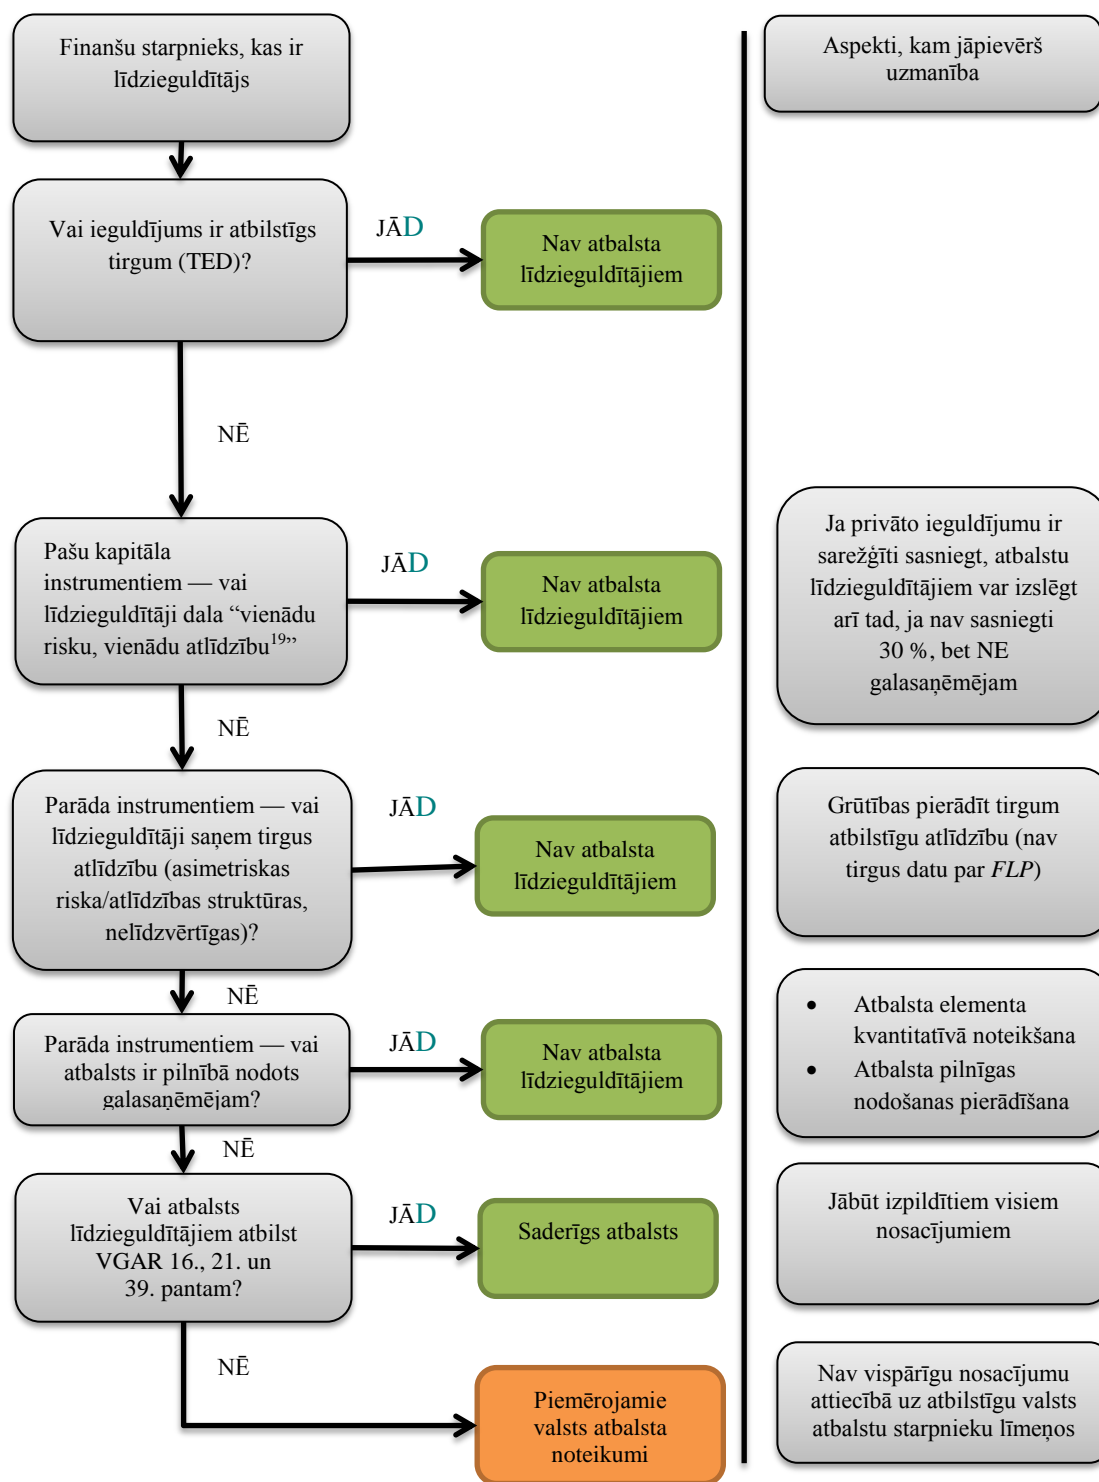 Finanšu starpnieks, kas ir
līdzieguldītājs
Aspekti, kam jāpievērš
uzmanība
Vai ieguldījums ir atbilstīgs
tirgum (TED)?
JĀD
Nav atbalsta
līdzieguldītājiem
NĒ
Pašu kapitāla
instrumentiem — vai
līdzieguldītāji dala “vienādu
risku, vienādu atlīdzību¹⁹”
JĀD
Nav atbalsta
līdzieguldītājiem
Ja privāto ieguldījumu ir
sarežģīti sasniegt, atbalstu
līdzieguldītājiem var izslēgt
arī tad, ja nav sasniegti
30 %, bet NE
galasaņēmējam
NĒ
Parāda instrumentiem — vai
līdzieguldītāji saņem tirgus
atlīdzību (asimetriskas
riska/atlīdzības struktūras,
nelīdzvērtīgas)?
JĀD
Nav atbalsta
līdzieguldītājiem
Grūtības pierādīt tirgum
atbilstīgu atlīdzību (nav
tirgus datu par FLP)
NĒ
Parāda instrumentiem — vai
atbalsts ir pilnībā nodots
galasaņēmējam?
JĀD
Nav atbalsta
līdzieguldītājiem
• Atbalsta elementa
kvantitatīvā noteikšana
• Atbalsta pilnīgas
nodošanas pierādīšana
NĒ
Vai atbalsts
līdzieguldītājiem atbilst
VGAR 16., 21. un
39. pantam?
JĀD
Saderīgs atbalsts
Jābūt izpildītiem visiem
nosacījumiem
NĒ
Piemērojamie
valsts atbalsta
noteikumi
Nav vispārīgu nosacījumu
attiecībā uz atbilstīgu valsts
atbalstu starpnieku līmeņos